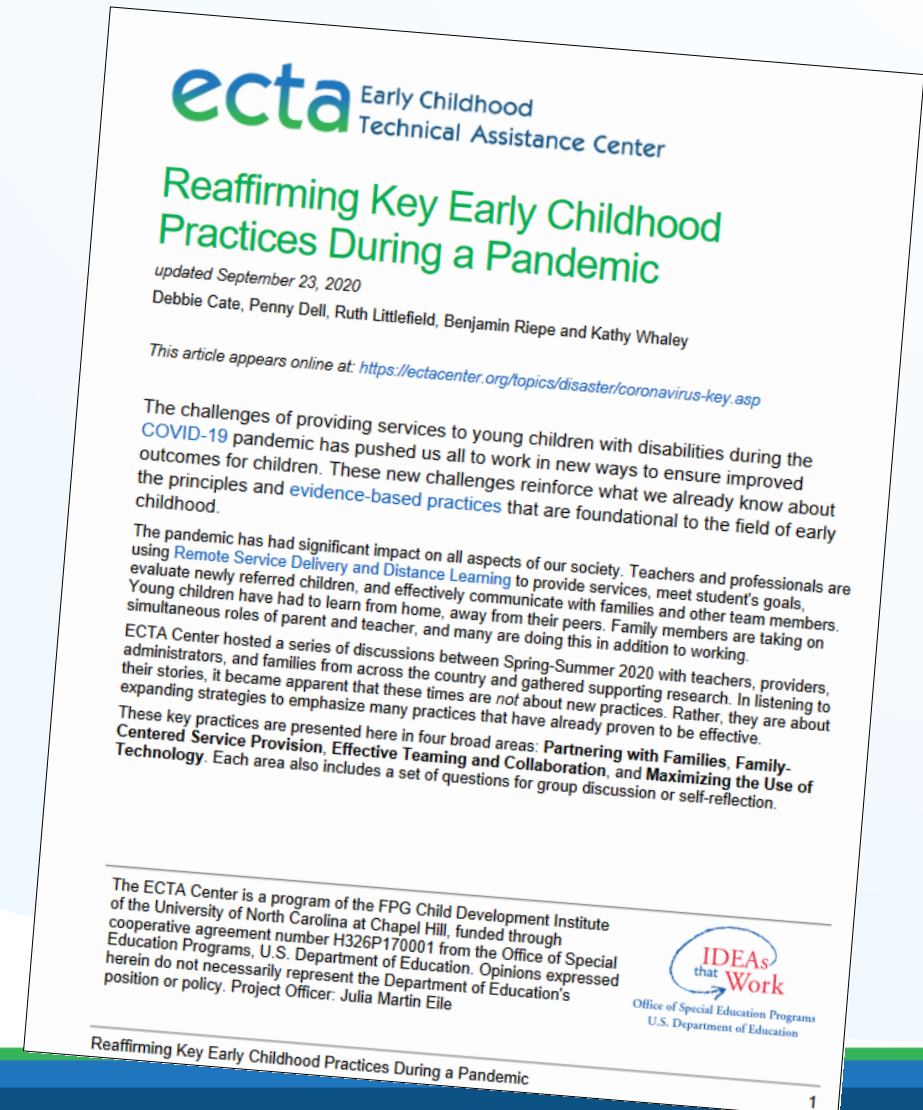 ecta Early Childhood
Technical Assistance Center
Reaffirming Key Early Childhood
Practices During a Pandemic
updated September 23, 2020
Debbie Cate, Penny Dell, Ruth Littlefield, Benjamin Riepe and Kathy Whaley
This article appears online at: https://ectacenter.org/topics/disaster/coronavirus-key.asp
The challenges of providing services to young children with disabilities during the
COVID-19 pandemic has pushed us all to work in new ways to ensure improved
outcomes for children. These new challenges reinforce what we already know about
the principles and evidence-based practices that are foundational to the field of early
childhood.
The pandemic has had significant impact on all aspects of our society. Teachers and professionals are
using Remote Service Delivery and Distance Learning to provide services, meet student's goals,
evaluate newly referred children, and effectively communicate with families and other team members.
Young children have had to learn from home, away from their peers. Family members are taking on
simultaneous roles of parent and teacher, and many are doing this in addition to working.
ECTA Center hosted a series of discussions between Spring-Summer 2020 with teachers, providers,
administrators, and families from across the country and gathered supporting research. In listening to
their stories, it became apparent that these times are not about new practices. Rather, they are about
expanding strategies to emphasize many practices that have already proven to be effective.
These key practices are presented here in four broad areas: Partnering with Families, Family-
Centered Service Provision, Effective Teaming and Collaboration, and Maximizing the Use of
Technology. Each area also includes a set of questions for group discussion or self-reflection.
The ECTA Center is a program of the FPG Child Development Institute
of the University of North Carolina at Chapel Hill, funded through
cooperative agreement number H326P170001 from the Office of Special
Education Programs, U.S. Department of Education. Opinions expressed
herein do not necessarily represent the Department of Education's
position or policy. Project Officer: Julia Martin Eile
IDEAs
that Work
Office of Special Education Programs
U.S. Department of Education
Reaffirming Key Early Childhood Practices During a Pandemic
1